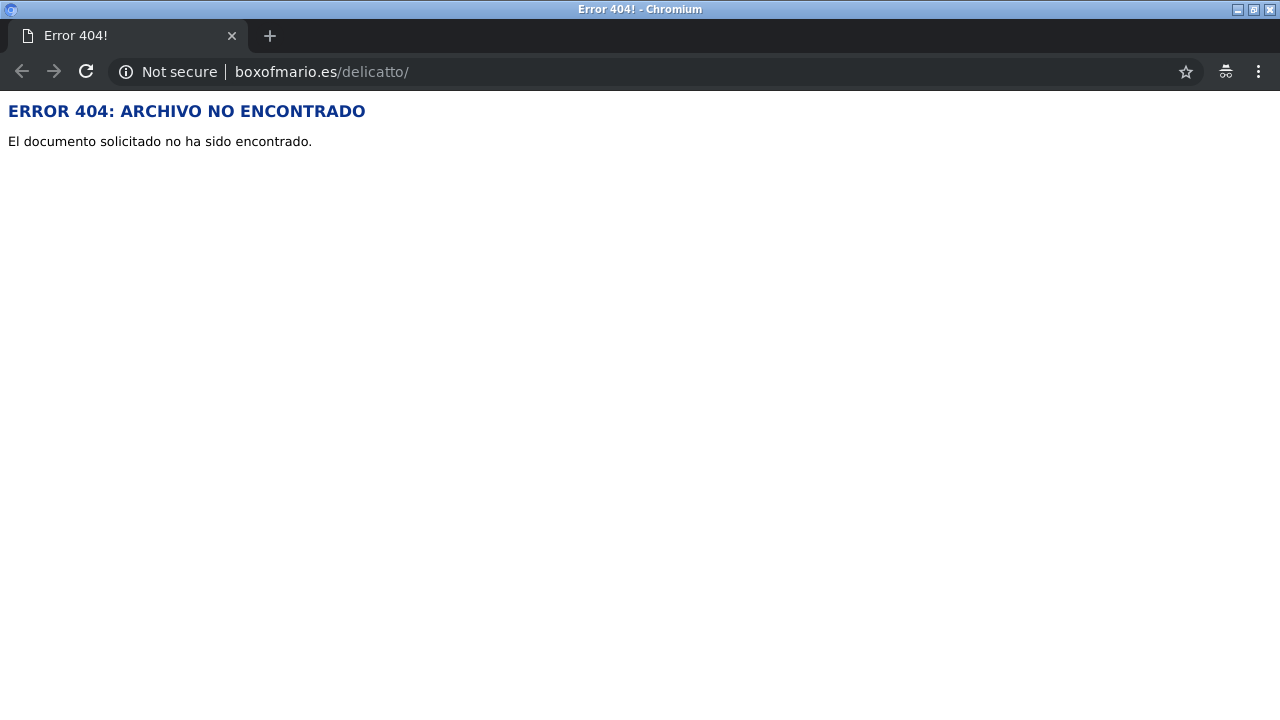 Error 404! - Chromium
Error 404!
Not secure
boxofmario.es/delicatto/
ERROR 404: ARCHIVO NO ENCONTRADO
El documento solicitado no ha sido encontrado.